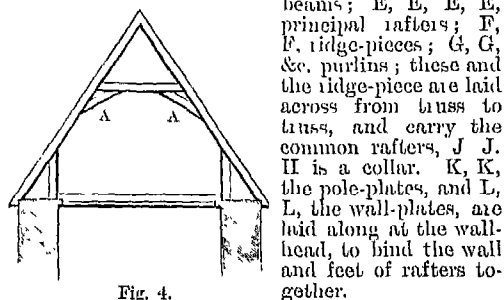 beams; E, E, E, E,
principal rafters; F,
F, ridge-pieces; G, G,
&c. purlins; these and
the ridge-piece are laid
across from truss to
truss, and carry the
common rafters, J J.
H is a collar. K, K,
the pole-plates, and L,
L, the wall-plates, are
laid along at the wall-
head, to bind the wall
and feet of rafters to-
gether.
A A
Fig. 4.